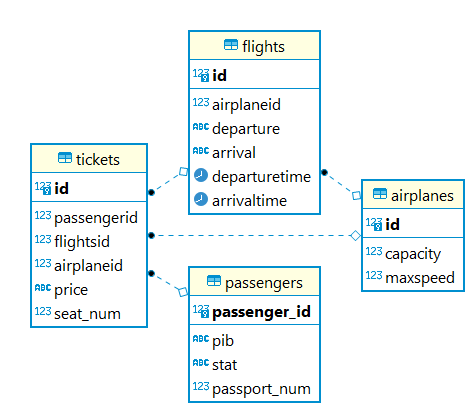 flights
123 id
123 airplaneid
ABC departure
ABC arrival
departuretime
arrivaltime
tickets
123 id
123 passengerid
123 flightsid
123 airplaneid
ABC price
123 seat_num
airplanes
123 id
123 capacity
123 maxspeed
passengers
123 passenger_id
ABC pib
ABC stat
123 passport_num